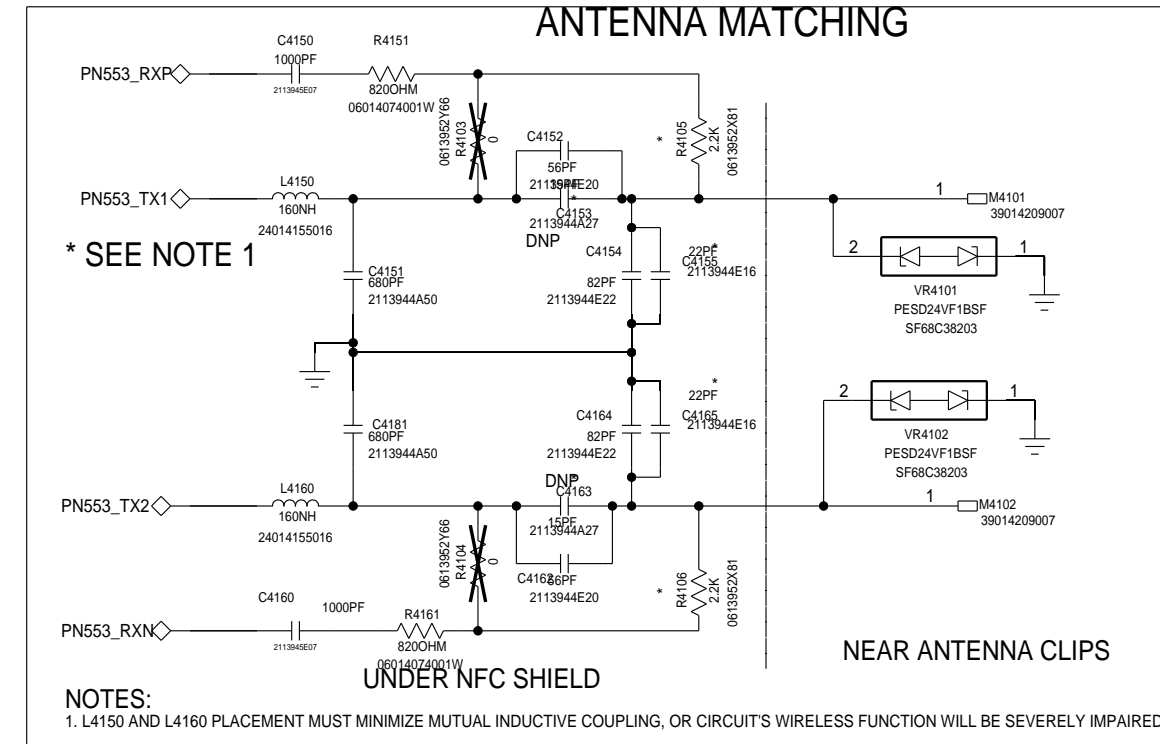 ANTENNA MATCHING
C4150
1000PF
2113945E07
R4151
820OHM
06014074001W
PN553_RXP
0613952Y66
R4103
0
C4152
56PF
2113944E20
*
R4105
2.2K
0613952X81
PN553_TX1
L4150
160NH
24014155016
15PF
*
C4153
2113944A27
DNP
1
M4101
39014209007
* SEE NOTE 1
C4151
680PF
2113944A50
C4154
82PF
2113944E22
22PF
*
C4155
2113944E16
2
1
VR4101
PESD24VF1BSF
SF68C38203
C4181
680PF
2113944A50
C4164
82PF
2113944E22
*
22PF
C4165
2113944E16
2
1
VR4102
PESD24VF1BSF
SF68C38203
PN553_TX2
L4160
160NH
24014155016
DNP
*
C4163
15PF
2113944A27
1
M4102
39014209007
0613952Y66
R4104
0
C4162
56PF
2113944E20
*
R4106
2.2K
0613952X81
PN553_RXN
C4160
1000PF
2113945E07
R4161
820OHM
06014074001W
UNDER NFC SHIELD
NEAR ANTENNA CLIPS
NOTES:
1. L4150 AND L4160 PLACEMENT MUST MINIMIZE MUTUAL INDUCTIVE COUPLING, OR CIRCUIT'S WIRELESS FUNCTION WILL BE SEVERELY IMPAIRED